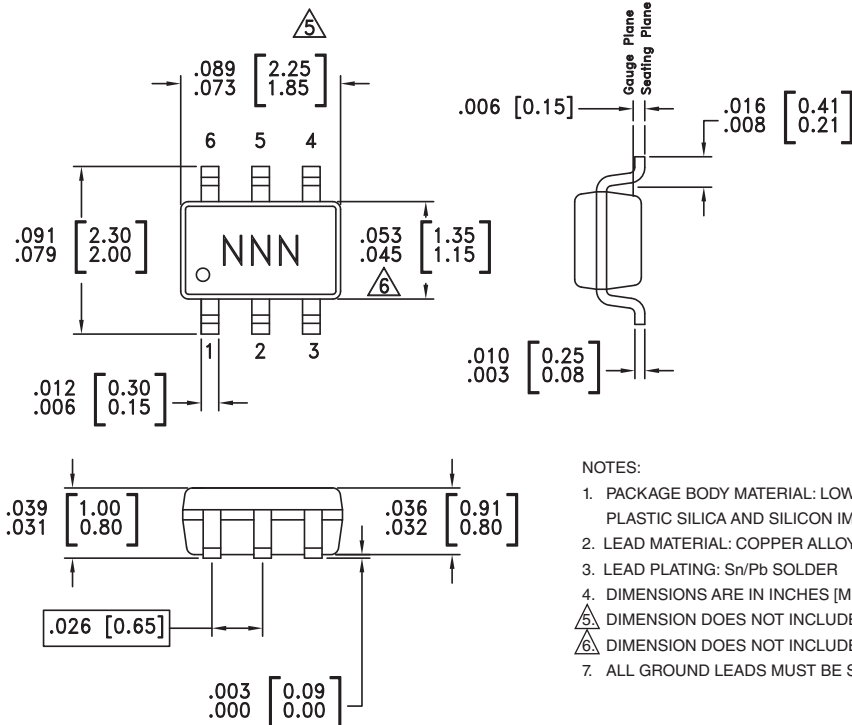 5
.089 [2.25]
.073 [1.85]
6 5 4
.091 [2.30]
.079 [2.00]
NNN
.053 [1.35]
.045 [1.15]
6
1 2 3
.012 [0.30]
.006 [0.15]
Gauge Plane
Seating Plane
.006 [0.15]
.016 [0.41]
.008 [0.21]
.010 [0.25]
.003 [0.08]
.039 [1.00]
.031 [0.80]
.036 [0.91]
.032 [0.80]
.026 [0.65]
.003 [0.09]
.000 [0.00]
NOTES:
1. PACKAGE BODY MATERIAL: LOW
PLASTIC SILICA AND SILICON IM
2. LEAD MATERIAL: COPPER ALLOY
3. LEAD PLATING: Sn/Pb SOLDER
4. DIMENSIONS ARE IN INCHES [M
5. DIMENSION DOES NOT INCLUDE
6. DIMENSION DOES NOT INCLUDE
7. ALL GROUND LEADS MUST BE S